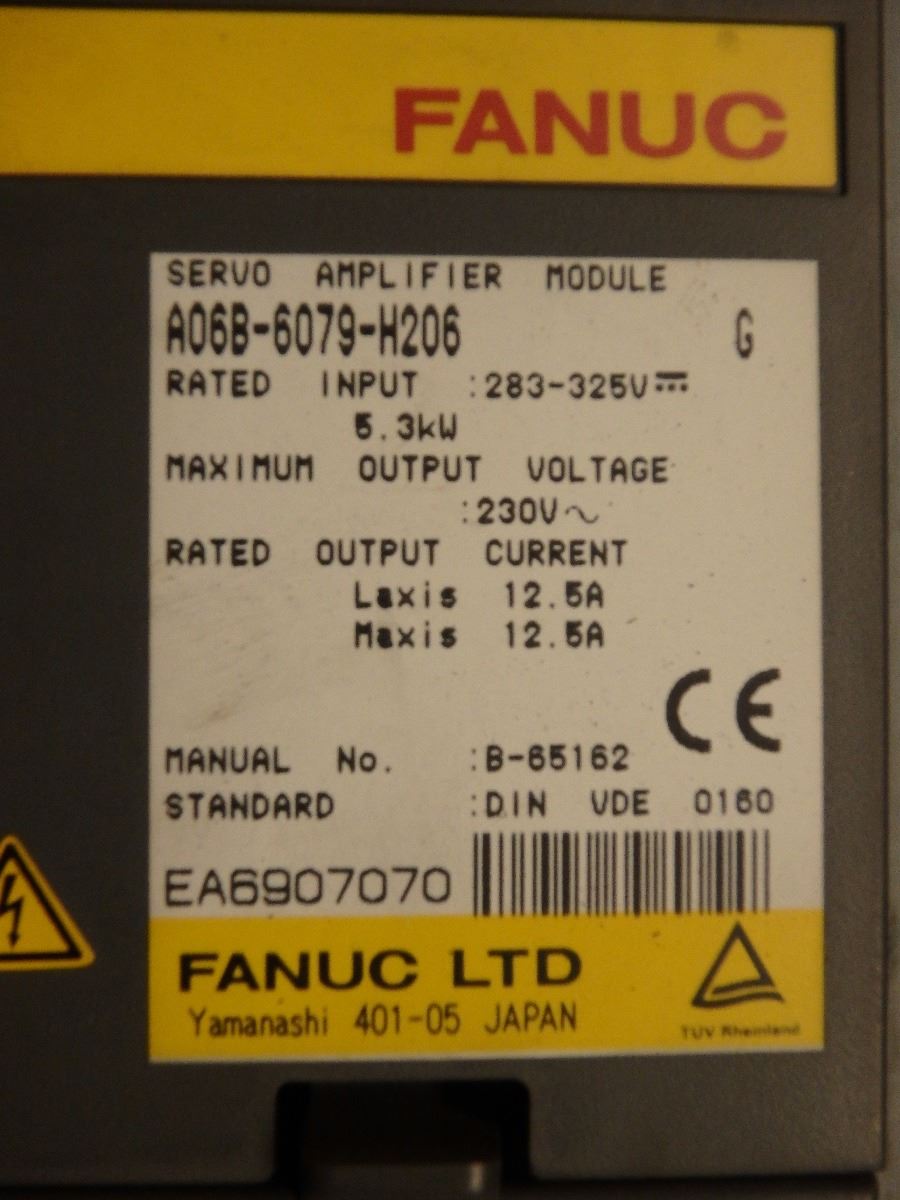 FANUC
SERVO AMPLIFIER MODULE
A06B-6079-H206 G
RATED INPUT :283-325V⎓
5.3kW
MAXIMUM OUTPUT VOLTAGE
:230V~
RATED OUTPUT CURRENT
Laxis 12.5A
Maxis 12.5A
CE
MANUAL No. :B-65162
STANDARD :DIN VDE 0160
EA6907070
FANUC LTD
Yamanashi 401-05 JAPAN
TUV Rheinland